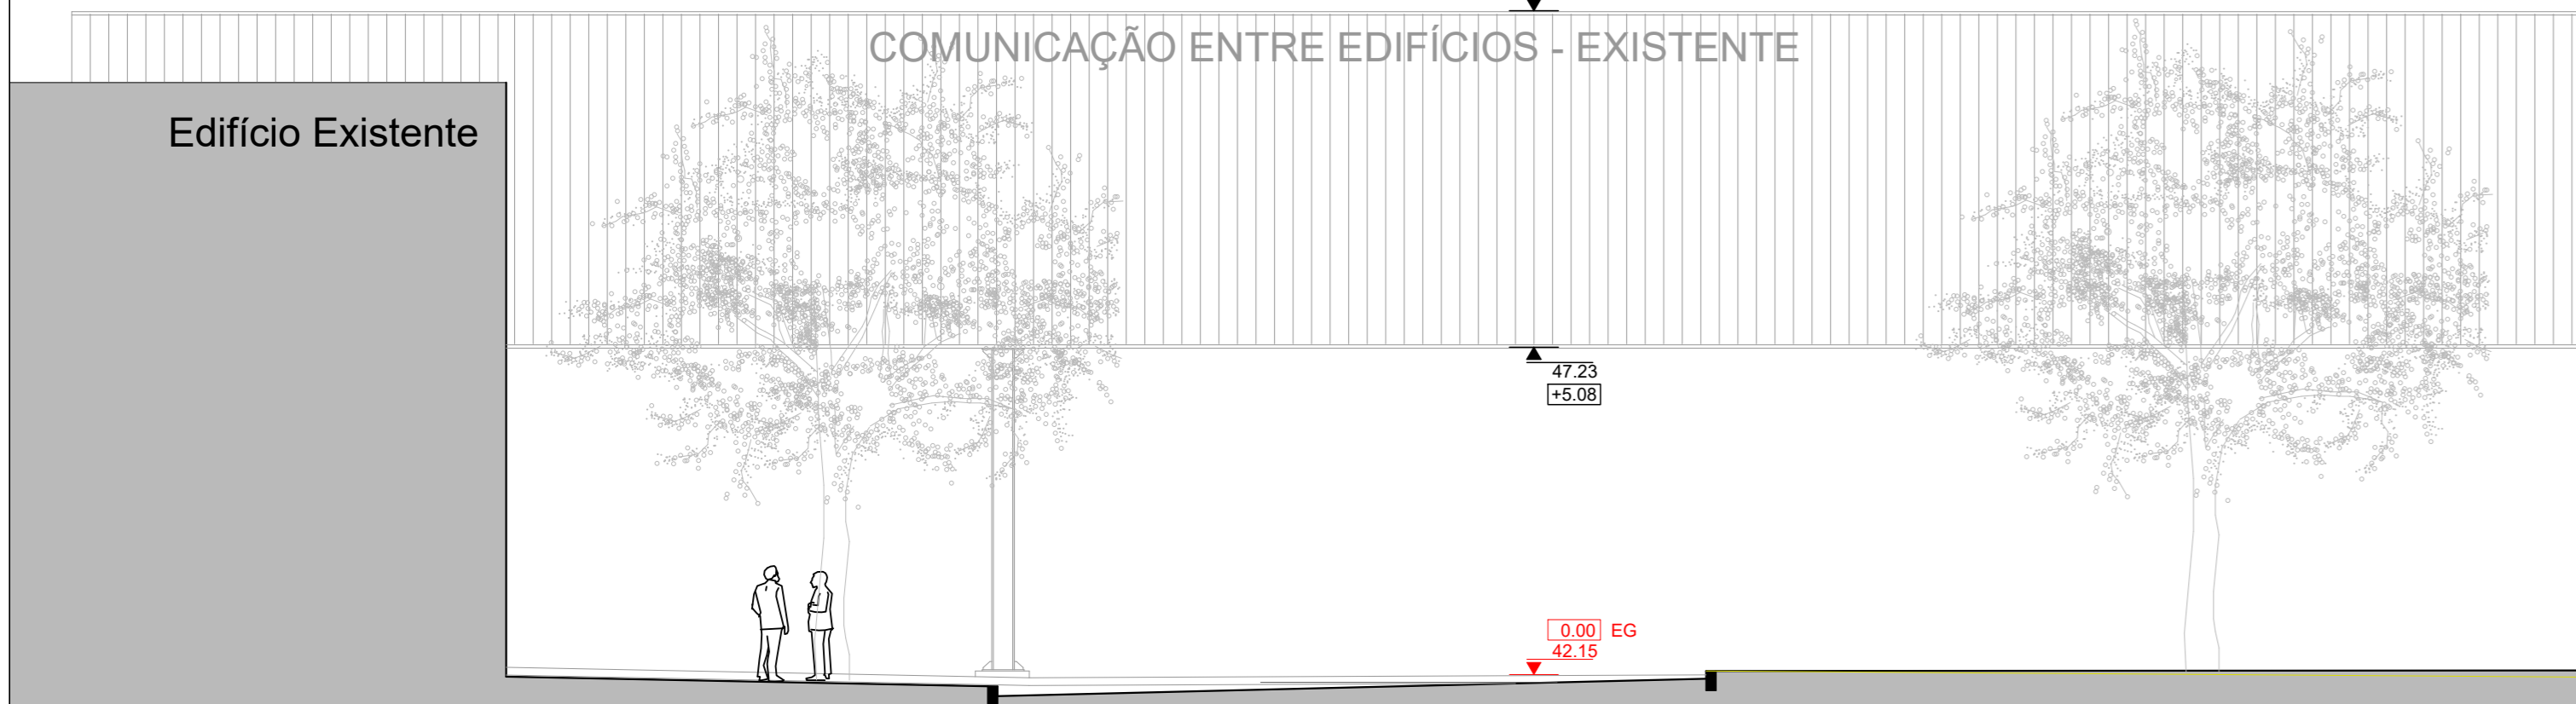 COMUNICAÇÃO ENTRE EDIFÍCIOS - EXISTENTE
Edifício Existente
47.23
+5.08
0.00 EG
42.15